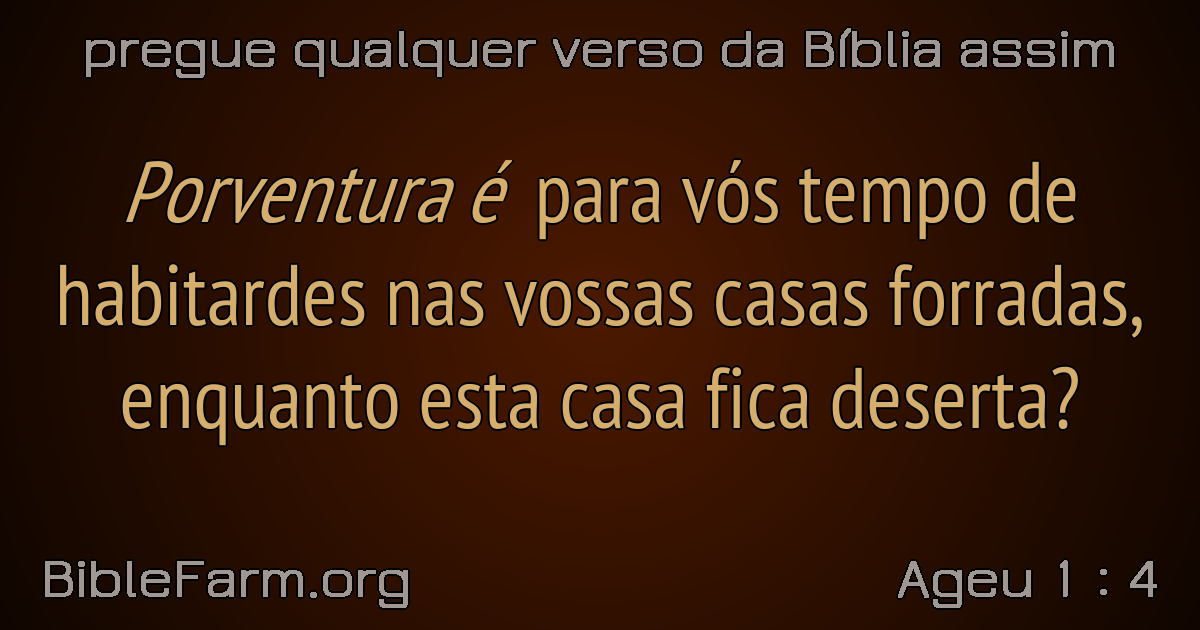 pregue qualquer verso da Bíblia assim
Porventura é para vós tempo de
habitardes nas vossas casas forradas,
enquanto esta casa fica deserta?
BibleFarm.org
Ageu 1 : 4